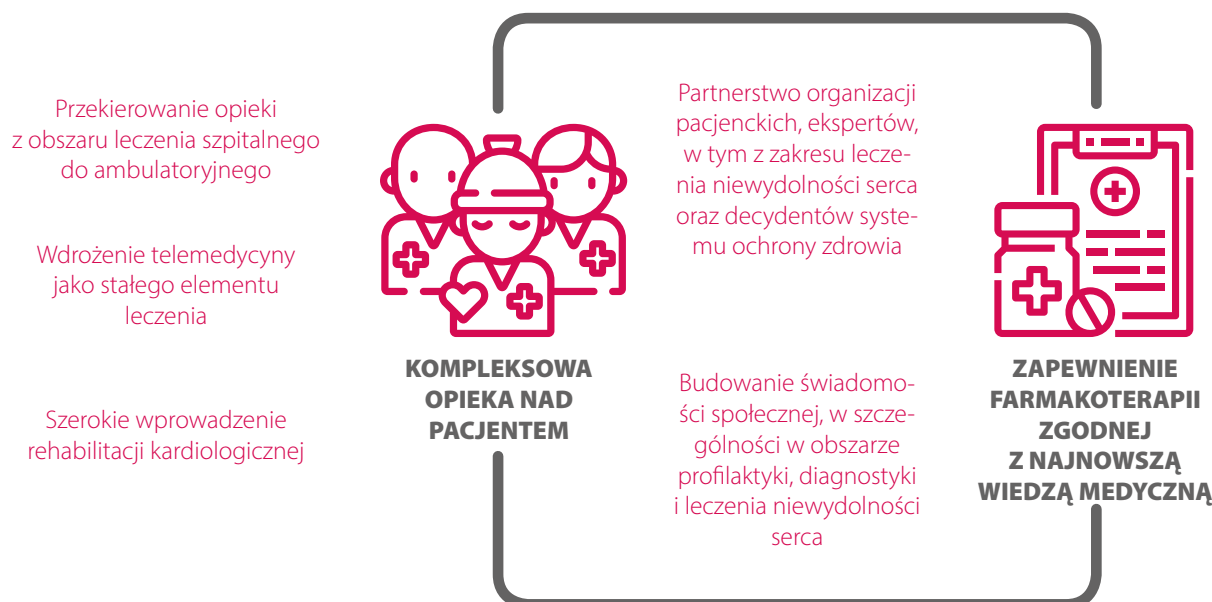 Przekierowanie opieki
z obszaru leczenia szpitalnego
do ambulatoryjnego
Wdrożenie telemedycyny
jako stałego elementu
leczenia
Szerokie wprowadzenie
rehabilitacji kardiologicznej
KOMPLEKSOWA
OPIEKA NAD
PACJENTEM
Partnerstwo organizacji
pacjenckich, ekspertów,
w tym z zakresu lecze-
nia niewydolności serca
oraz decydentów syste-
mu ochrony zdrowia
Budowanie świadomo-
ści społecznej, w szcze-
gólności w obszarze
profilaktyki, diagnostyki
i leczenia niewydolności
serca
ZAPEWNIENIE
FARMAKOTERAPII
ZGODNEJ
Z NAJNOWSZĄ
WIEDZĄ MEDYCZNĄ